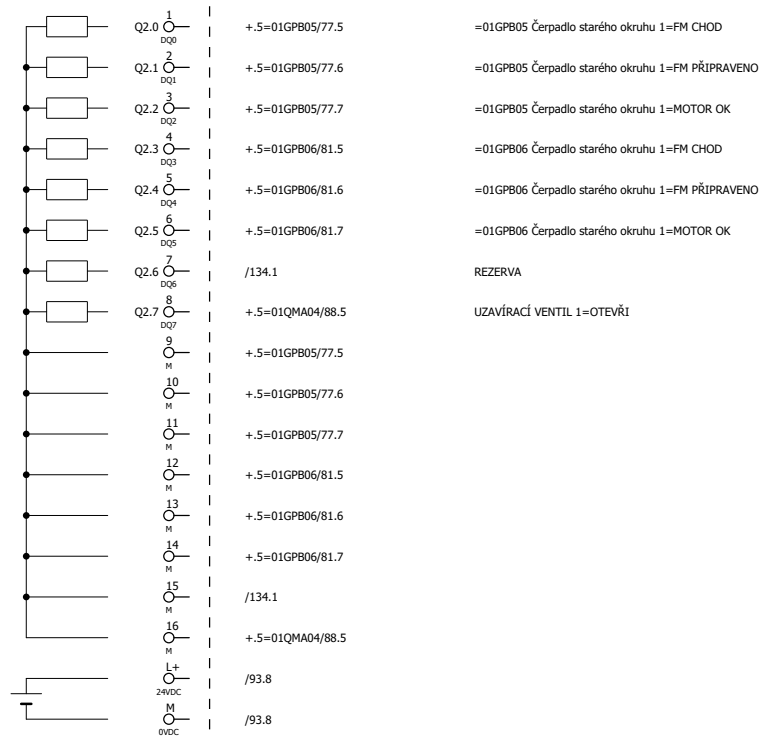 1
Q2.0 +.5=01GPB05/77.5 =01GPB05 Čerpadlo starého okruhu 1=FM CHOD
DQ0
2
Q2.1 +.5=01GPB05/77.6 =01GPB05 Čerpadlo starého okruhu 1=FM PŘIPRAVENO
DQ1
3
Q2.2 +.5=01GPB05/77.7 =01GPB05 Čerpadlo starého okruhu 1=MOTOR OK
DQ2
4
Q2.3 +.5=01GPB06/81.5 =01GPB06 Čerpadlo starého okruhu 1=FM CHOD
DQ3
5
Q2.4 +.5=01GPB06/81.6 =01GPB06 Čerpadlo starého okruhu 1=FM PŘIPRAVENO
DQ4
6
Q2.5 +.5=01GPB06/81.7 =01GPB06 Čerpadlo starého okruhu 1=MOTOR OK
DQ5
7
Q2.6 /134.1 REZERVA
DQ6
8
Q2.7 +.5=01QMA04/88.5 UZAVÍRACÍ VENTIL 1=OTEVŘI
DQ7
9
+.5=01GPB05/77.5
M
10
+.5=01GPB05/77.6
M
11
+.5=01GPB05/77.7
M
12
+.5=01GPB06/81.5
M
13
+.5=01GPB06/81.6
M
14
+.5=01GPB06/81.7
M
15
/134.1
M
16
+.5=01QMA04/88.5
M
L+
/93.8
24VDC
M
/93.8
0VDC